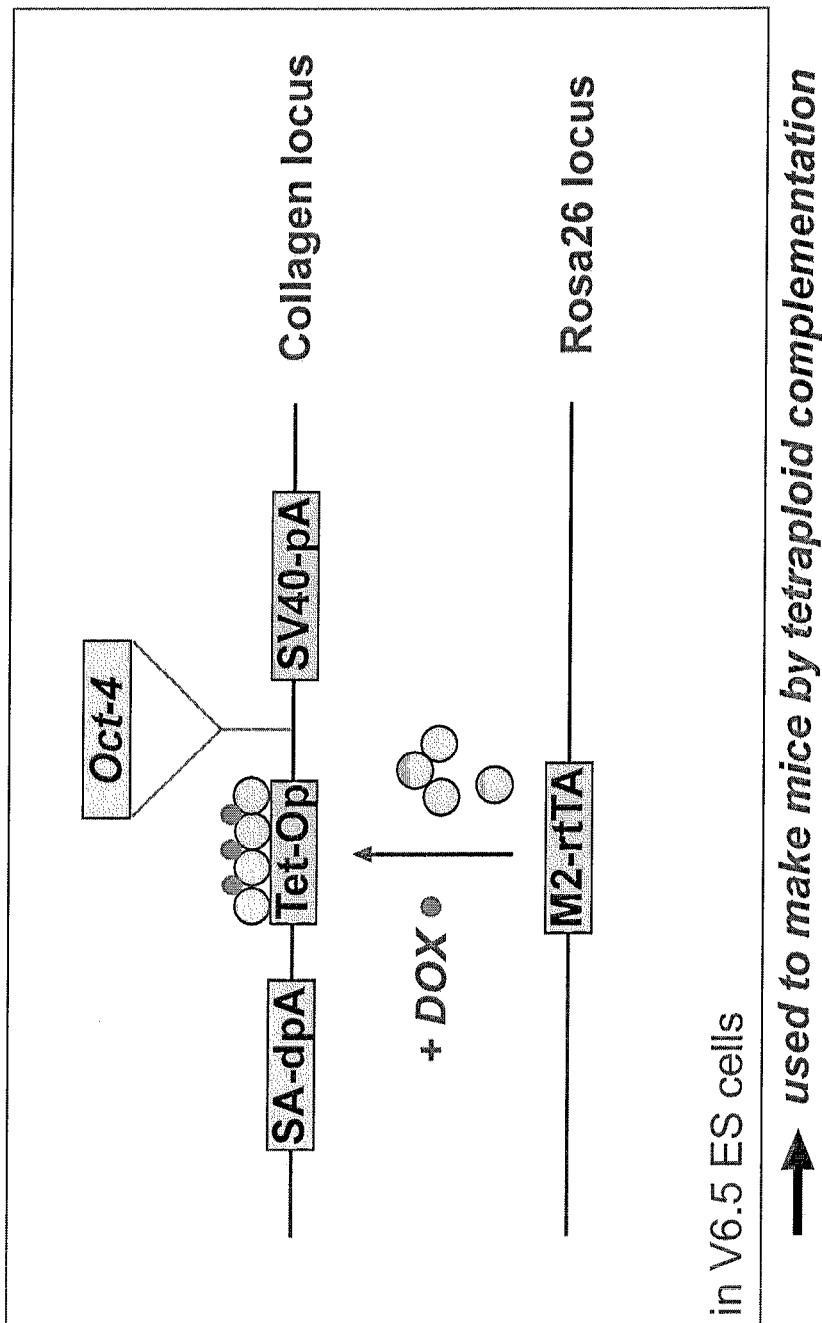 Oct-4
SA-dpA Tet-Op SV40-pA Collagen locus
+ DOX
M2-rtTA Rosa26 locus
in V6.5 ES cells
used to make mice by tetraploid complementation